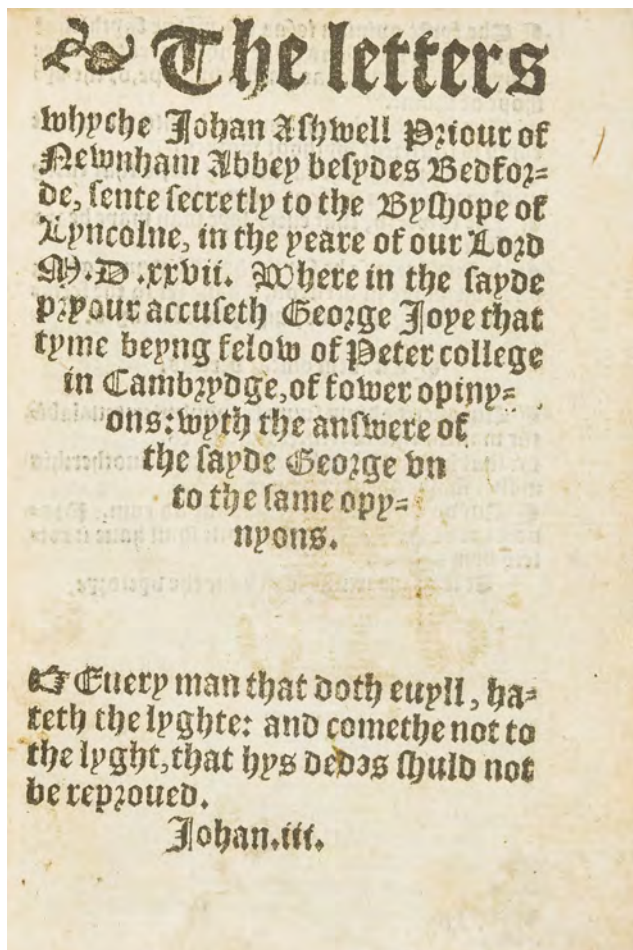 The letters
whyche Johan Ashwell Priour of
Newnham Abbey besydes Bedfor=
de, sente secretly to the Byshope of
Lyncolne, in the yeare of our Lord
M.D.xxvii. Where in the sayde
pryour accuseth George Joye that
tyme beyng felow of Peter college
in Cambrydge, of fower opiny=
ons: wyth the answere of
the sayde George vn
to the same opy=
nyons.
☞ Euery man that doth euyll, ha=
teth the lyghte: and comethe not to
the lyght, that hys dedes shuld not
be reproued.
Johan.iii.